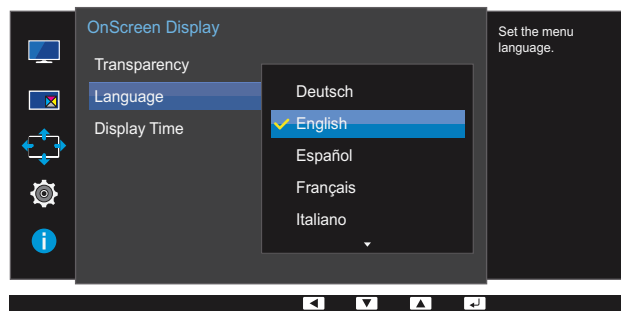 OnScreen Display
Transparency
Language
Display Time
Deutsch
English
Español
Français
Italiano
Set the menu
language.